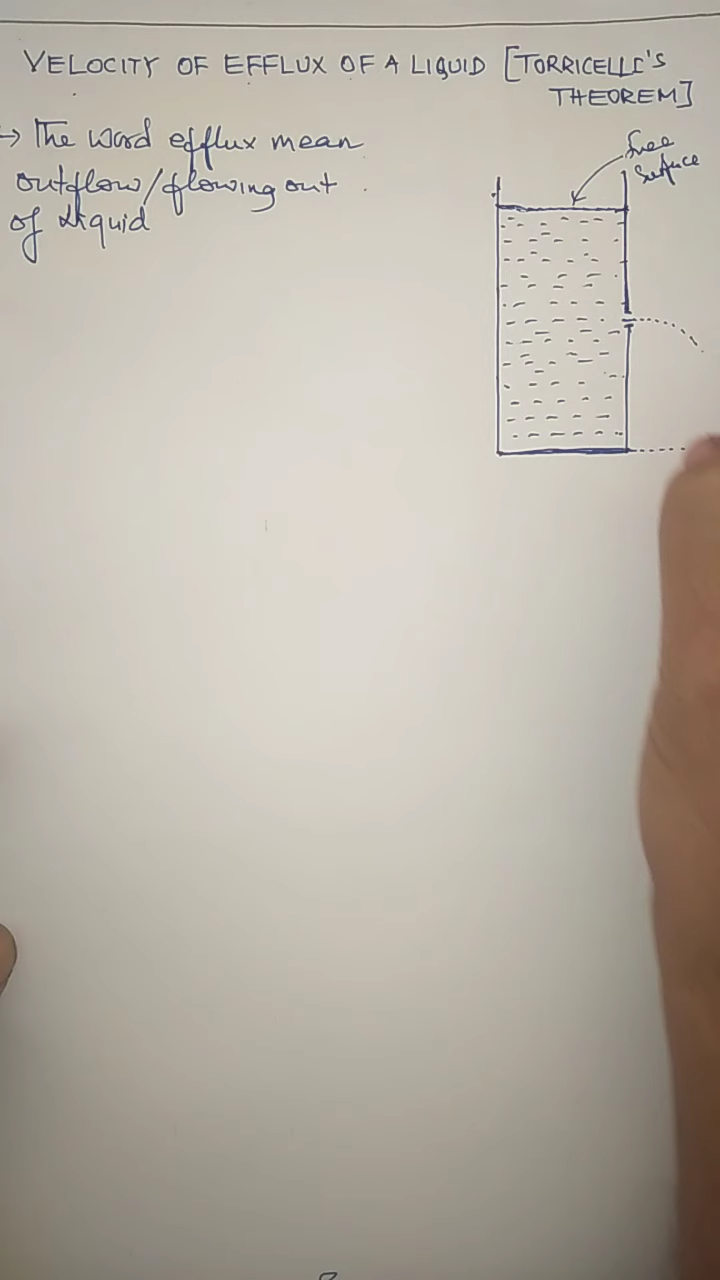 VELOCITY OF EFFLUX OF A LIQUID [TORRICELLI'S
THEOREM]
→ The word efflux mean
outflow/flowing out
of liquid
free
surface